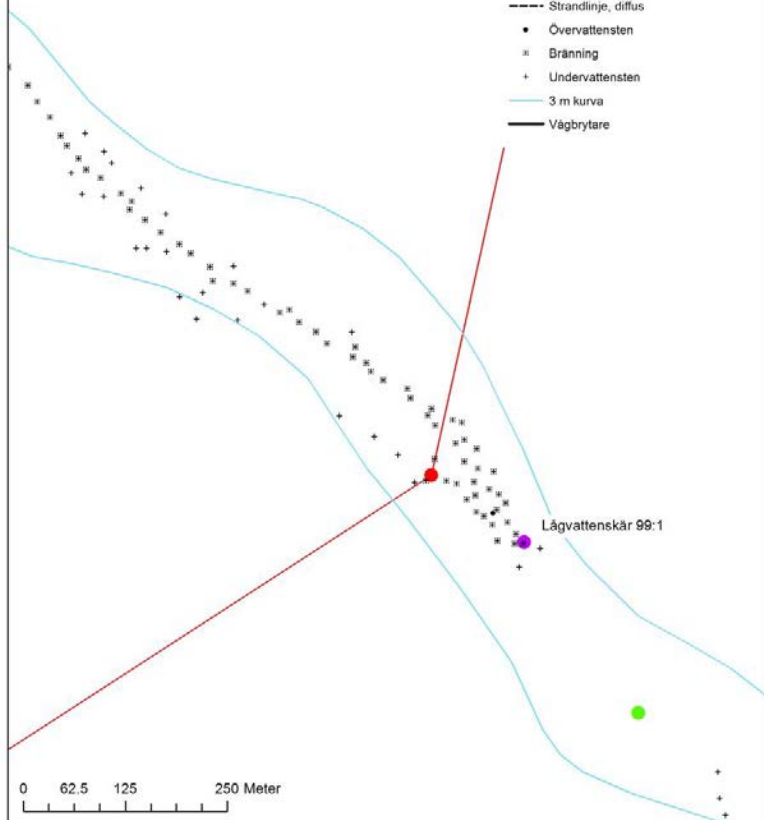 Strandlinje, diffus
Övervattensten
Bränning
Undervattensten
3 m kurva
Vågbrytare
Lågvattenskär 99:1
0 62.5 125 250 Meter